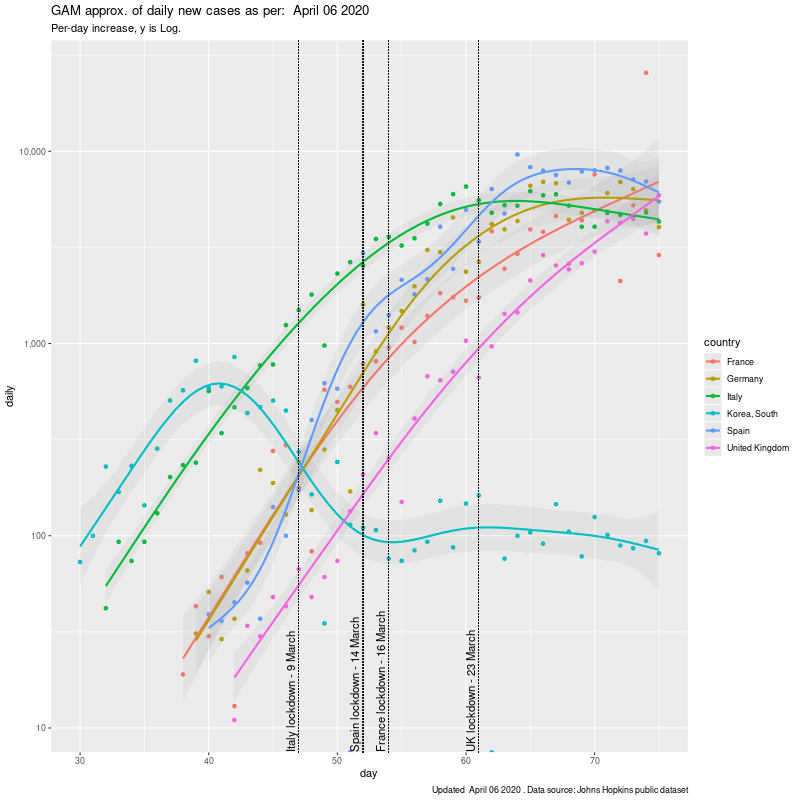 GAM approx. of daily new cases as per:  April 06 2020
Per-day increase, y is Log.
daily
10,000
1,000
100
10
Italy lockdown - 9 March
Spain lockdown - 14 March
France lockdown - 16 March
UK lockdown - 23 March
30 40 50 60 70
day
country
France
Germany
Italy
Korea, South
Spain
United Kingdom
Updated  April 06 2020 . Data source: Johns Hopkins public dataset